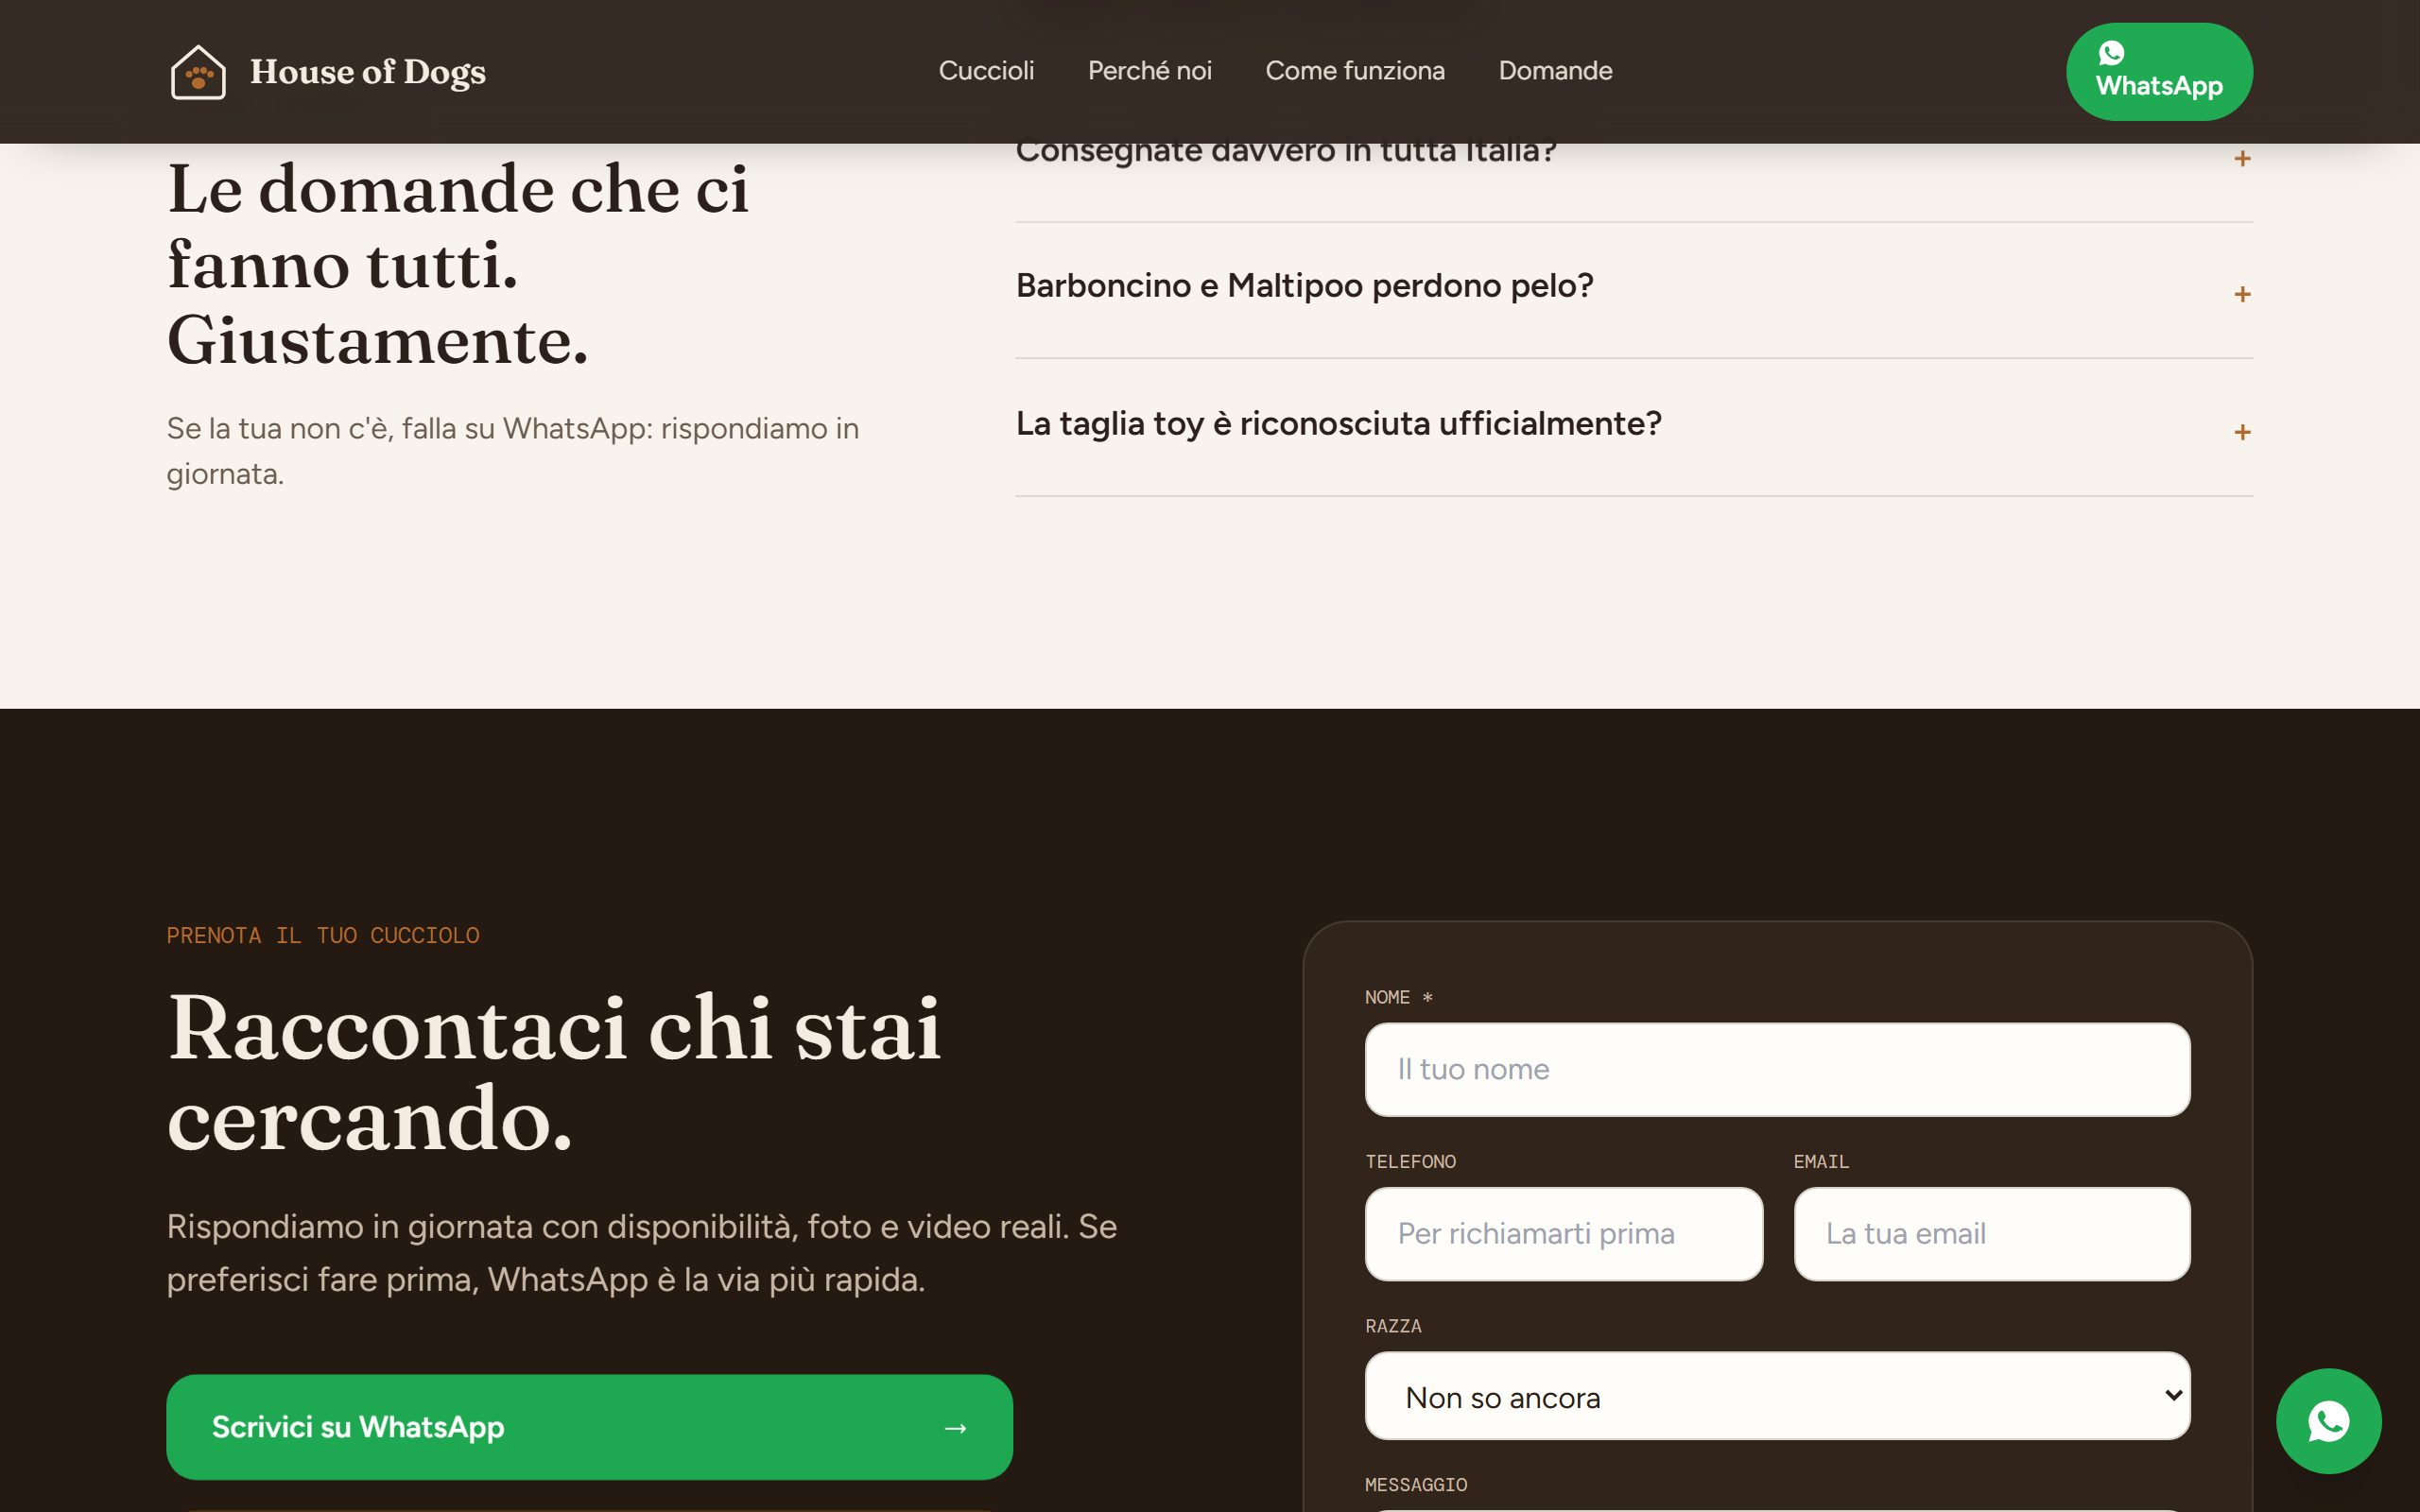 House of Dogs
Cuccioli
Perché noi
Come funziona
Domande
WhatsApp
Le domande che ci
fanno tutti.
Giustamente.
Se la tua non c'è, falla su WhatsApp: rispondiamo in
giornata.
Consegnate davvero in tutta Italia?
+
Barboncino e Maltipoo perdono pelo?
+
La taglia toy è riconosciuta ufficialmente?
+
PRENOTA IL TUO CUCCIOLO
Raccontaci chi stai
cercando.
Rispondiamo in giornata con disponibilità, foto e video reali. Se
preferisci fare prima, WhatsApp è la via più rapida.
Scrivici su WhatsApp →
NOME *
Il tuo nome
TELEFONO
Per richiamarti prima
EMAIL
La tua email
RAZZA
Non so ancora
MESSAGGIO